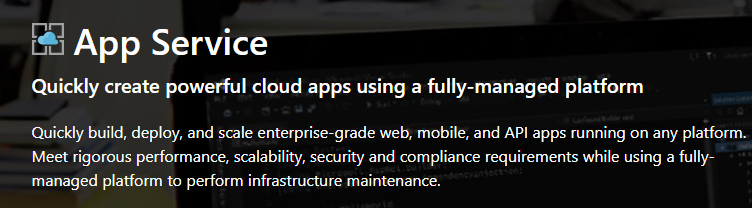 App Service
Quickly create powerful cloud apps using a fully-managed platform
Quickly build, deploy, and scale enterprise-grade web, mobile, and API apps running on any platform.
Meet rigorous performance, scalability, security and compliance requirements while using a fully-
managed platform to perform infrastructure maintenance.